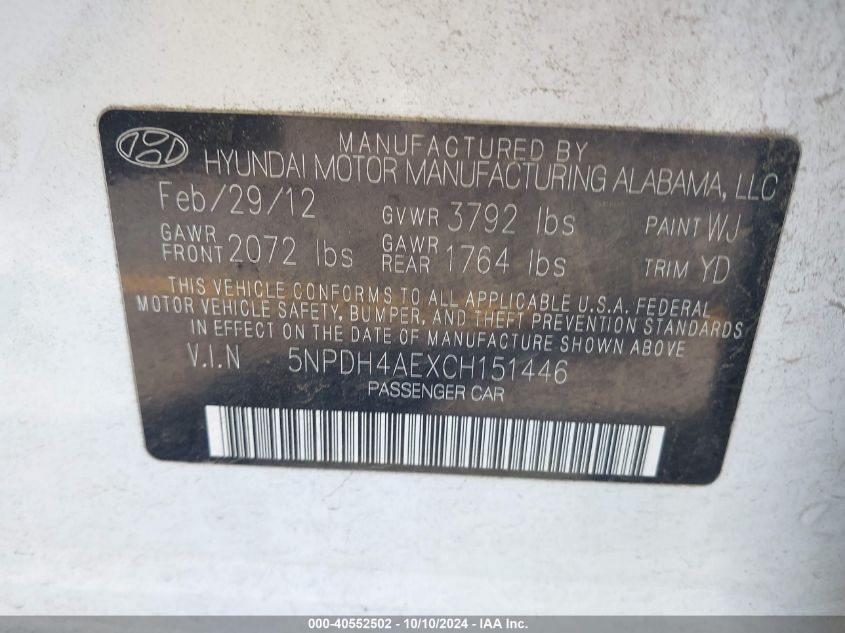 MANUFACTURED BY
HYUNDAI MOTOR MANUFACTURING ALABAMA, LLC
Feb/29/12 GVWR 3792 lbs PAINT WJ
GAWR FRONT 2072 lbs GAWR REAR 1764 lbs TRIM YD
THIS VEHICLE CONFORMS TO ALL APPLICABLE U.S.A. FEDERAL
MOTOR VEHICLE SAFETY, BUMPER, AND THEFT PREVENTION STANDARDS
IN EFFECT ON THE DATE OF MANUFACTURE SHOWN ABOVE
V.I.N 5NPDH4AEXCH151446
PASSENGER CAR
000-40552502 - 10/10/2024 - IAA Inc.